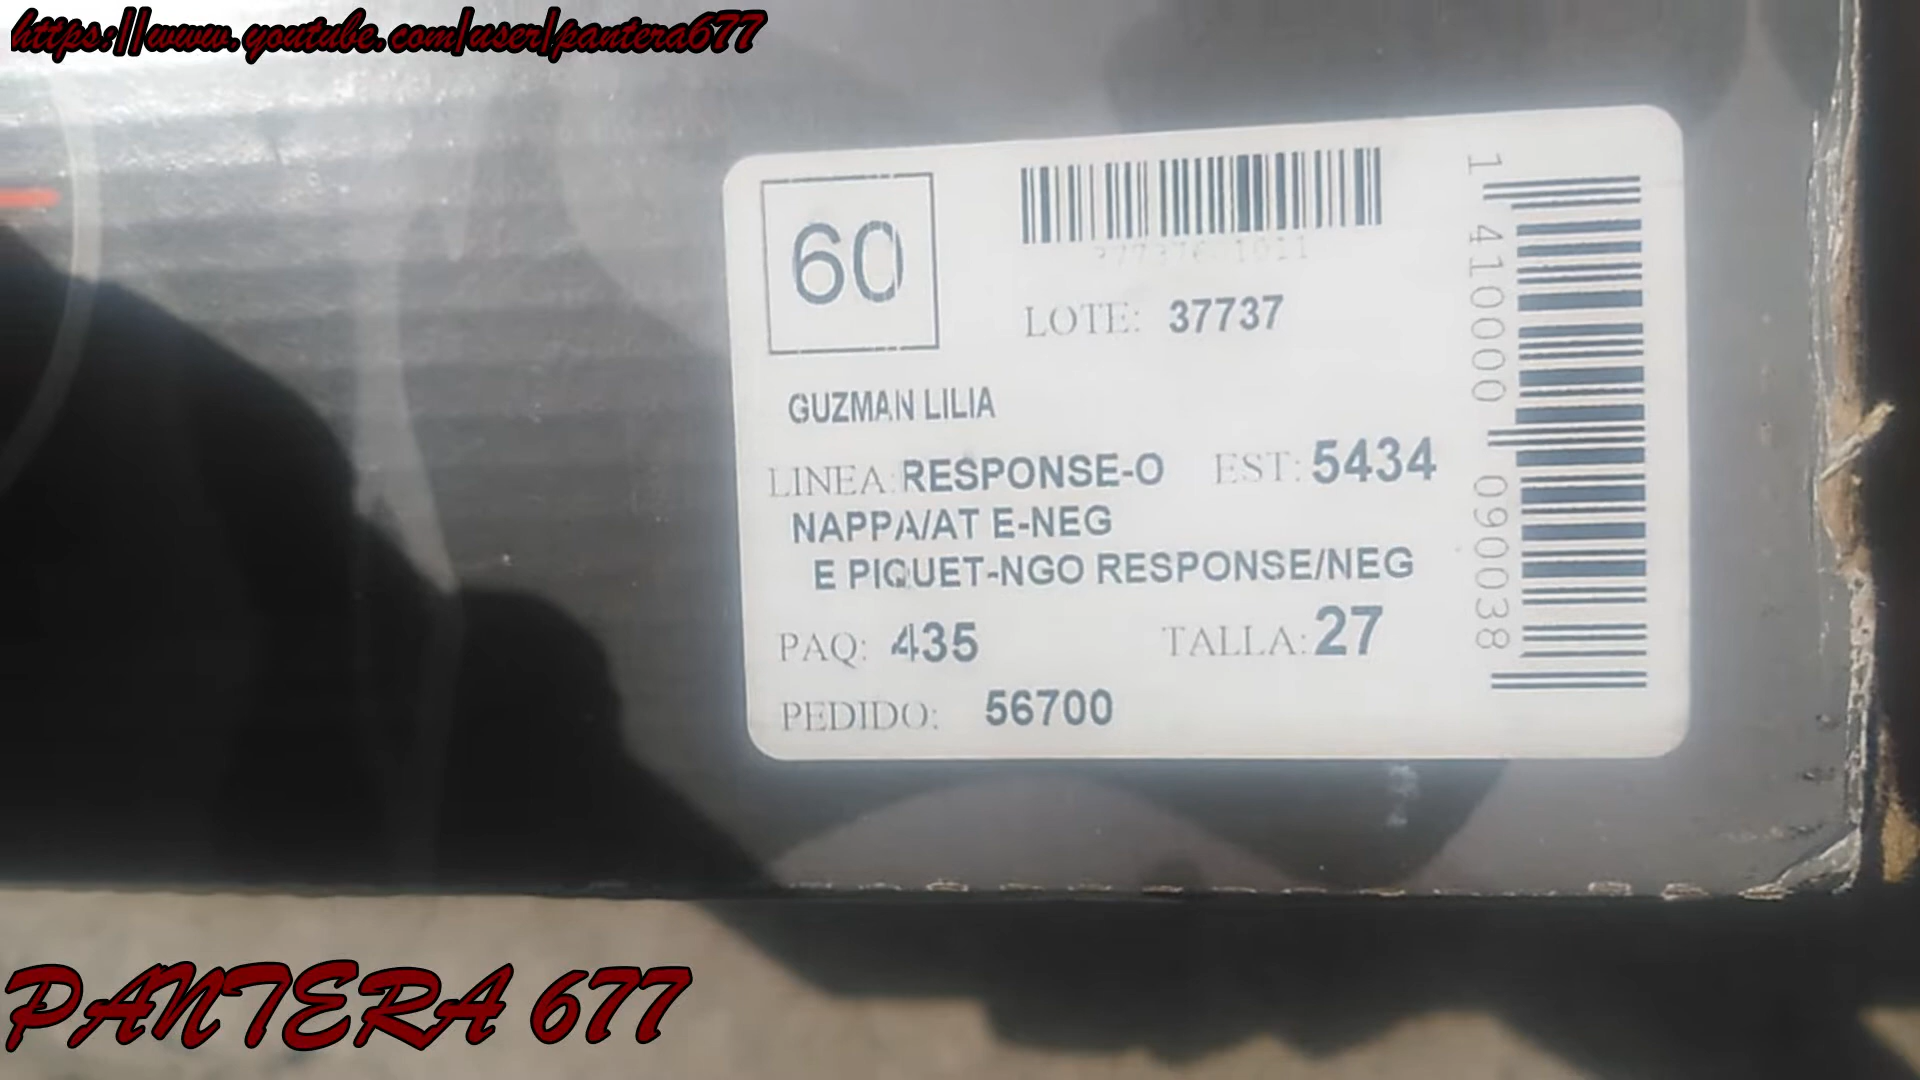 https://www.youtube.com/user/pantera677
60
LOTE: 37737
GUZMAN LILIA
LINEA: RESPONSE-O EST: 5434
NAPPA/AT E-NEG
E PIQUET-NGO RESPONSE/NEG
PAQ: 435 TALLA: 27
PEDIDO: 56700
1 410000 090038
PANTERA 677